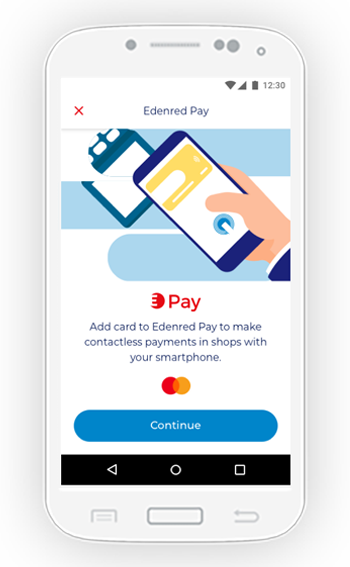 12:30
Edenred Pay
Pay
Add card to Edenred Pay to make
contactless payments in shops with
your smartphone.
Continue